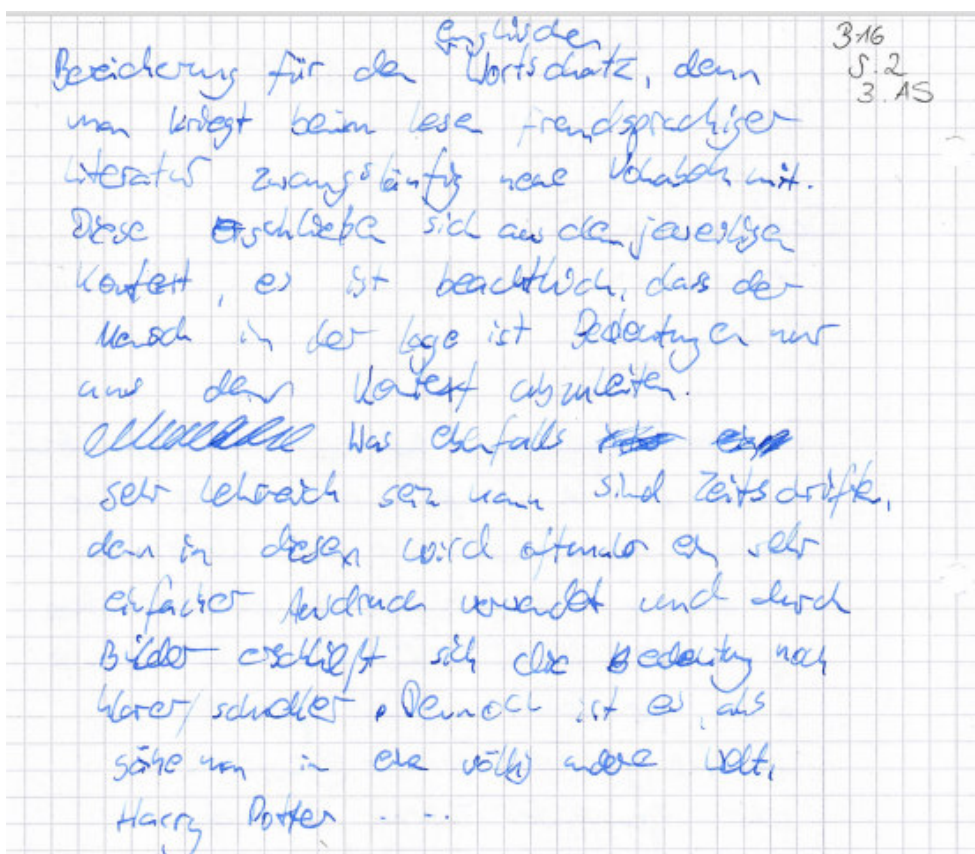 3.16
S. 2
3. AS
englischen
Bereicherung für den Wortschatz, denn
man kriegt beim lesen fremdsprachiger
Literatur zwangsläufig neue Vokabeln mit.
Diese erschließen sich aus dem jeweiligen
Kontext, es ist beachtlich, dass der
Mensch in der Lage ist Bedeutungen nur
aus dem Kontext abzuleiten.
Was ebenfalls
sehr lehreich sein kann sind Zeitschriften,
denn in diesen wird oftmals ein sehr
einfacher Ausdruck verwendet und durch
Bilder erschließt sich die Bedeutung noch
klarer/schneller. Dennoch ist es, als
sähe man in eine völlig andere Welt,
Harry Potter ....